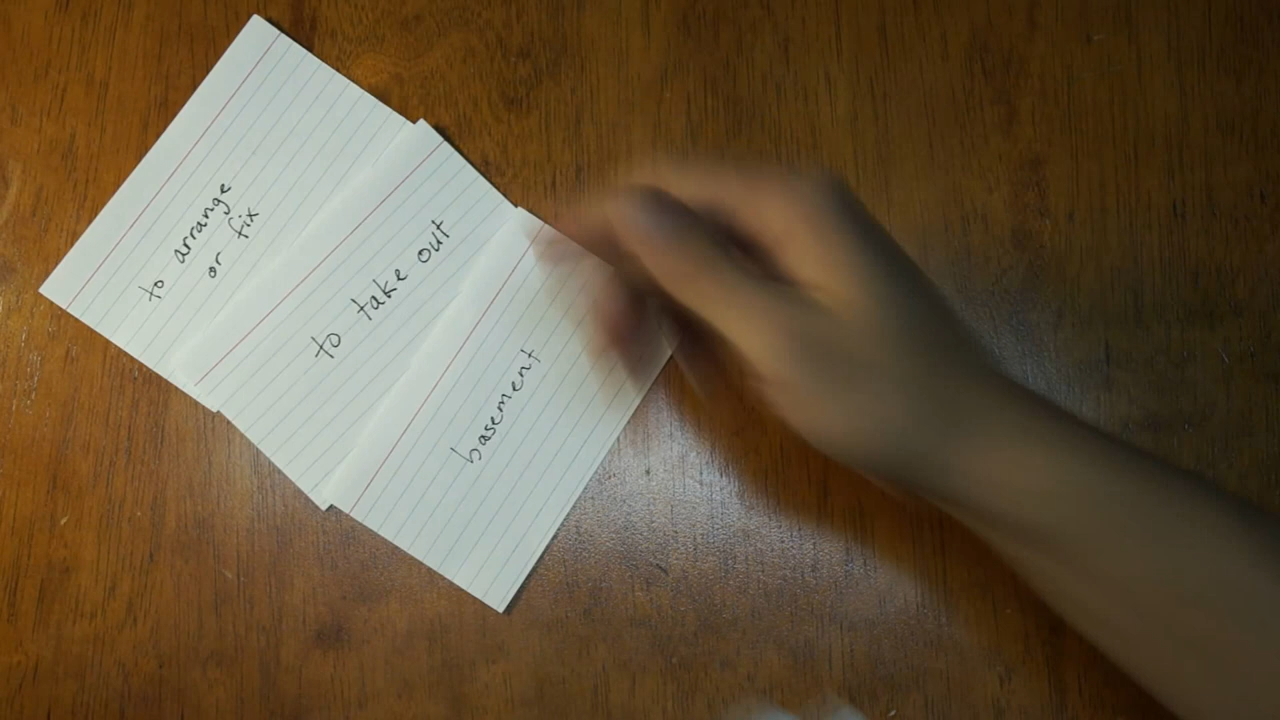 to arrange
or fix
to take out
basement